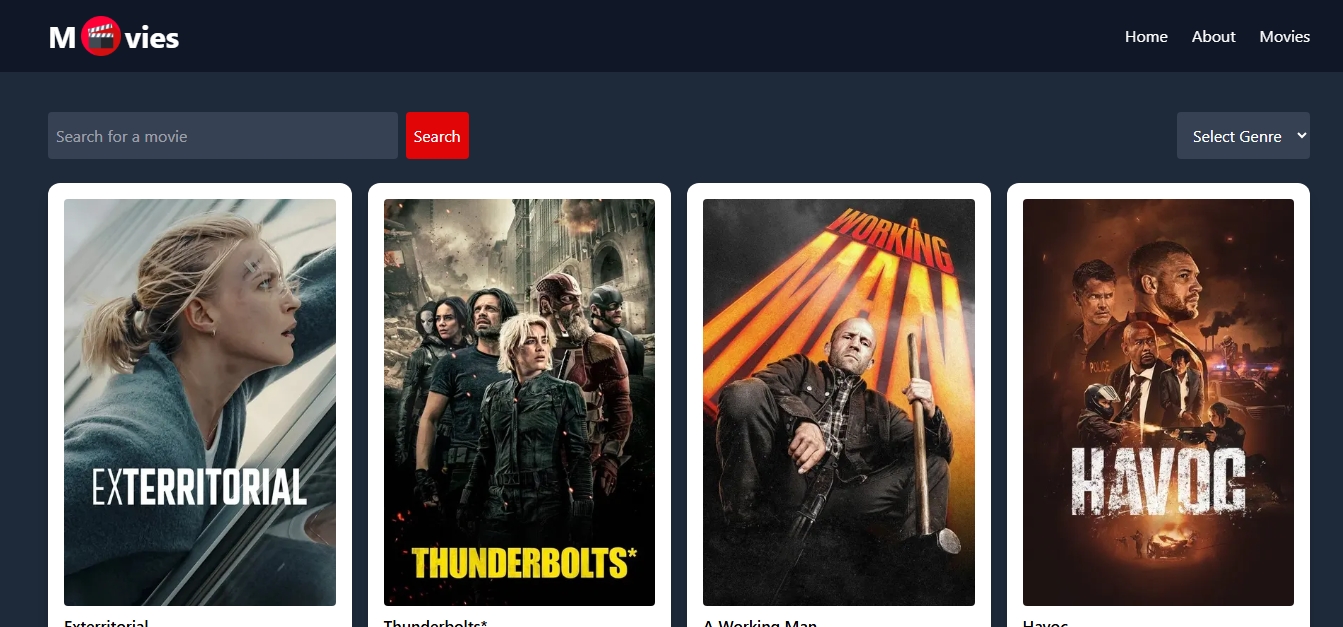 M vies
Home About Movies
Search for a movie Search
Select Genre
EXTERRITORIAL
THUNDERBOLTS*
A
WORKING
MAN
POLICE
HAVOC
Exterritorial
Thunderbolts*
A Working Man
Havoc